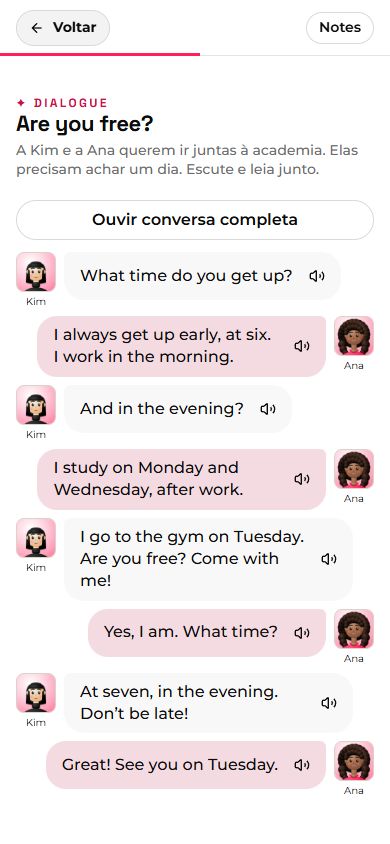 ← Voltar
Notes
✦ DIALOGUE
Are you free?
A Kim e a Ana querem ir juntas à academia. Elas
precisam achar um dia. Escute e leia junto.
Ouvir conversa completa
What time do you get up?
Kim
I always get up early, at six.
I work in the morning.
Ana
And in the evening?
Kim
I study on Monday and
Wednesday, after work.
Ana
I go to the gym on Tuesday.
Are you free? Come with
me!
Kim
Yes, I am. What time?
Ana
At seven, in the evening.
Don’t be late!
Kim
Great! See you on Tuesday.
Ana